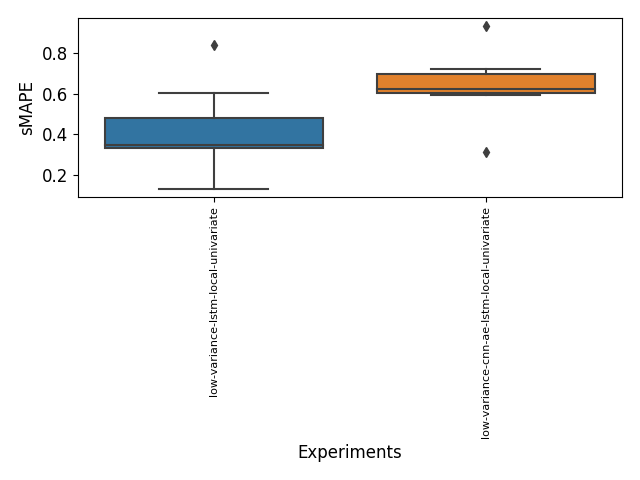 0.8
0.6
0.4
0.2
sMAPE
low-variance-lstm-local-univariate
low-variance-cnn-ae-lstm-local-univariate
Experiments